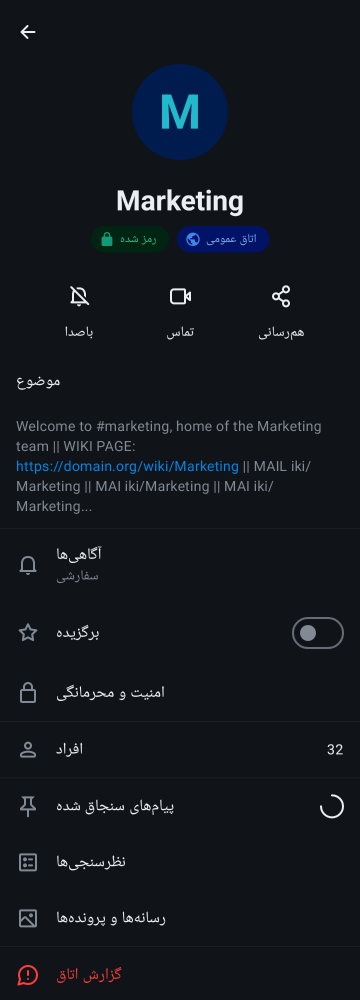 M
Marketing
رمز شده
اتاق عمومی
باصدا
تماس
هم‌رسانی
موضوع
Welcome to #marketing, home of the Marketing
team || WIKI PAGE:
https://domain.org/wiki/Marketing || MAIL iki/
Marketing || MAI iki/Marketing || MAI iki/
Marketing...
آگاهی‌ها
سفارشی
برگزیده
امنیت و محرمانگی
افراد
32
پیام‌های سنجاق شده
نظرسنجی‌ها
رسانه‌ها و پرونده‌ها
گزارش اتاق